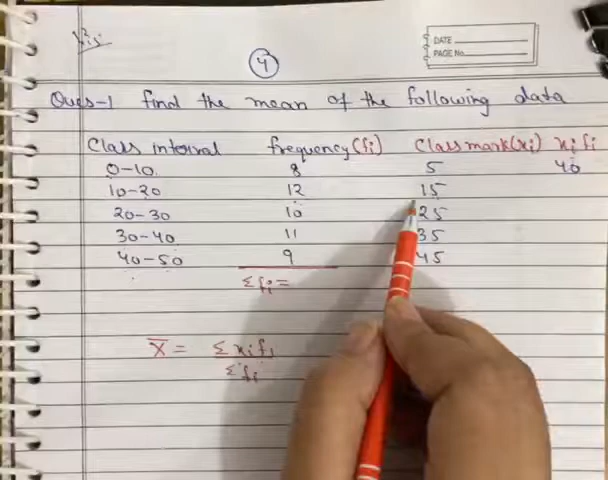 4
DATE
PAGE No.
Ques-1 find the mean of the following data
Class interval frequency(fi) Class mark(xi) xifi
0-10 8 5 40
10-20 12 15
20-30 10 25
30-40 11 35
40-50 9 45
Σfi=
X̄ = Σxifi
Σfi